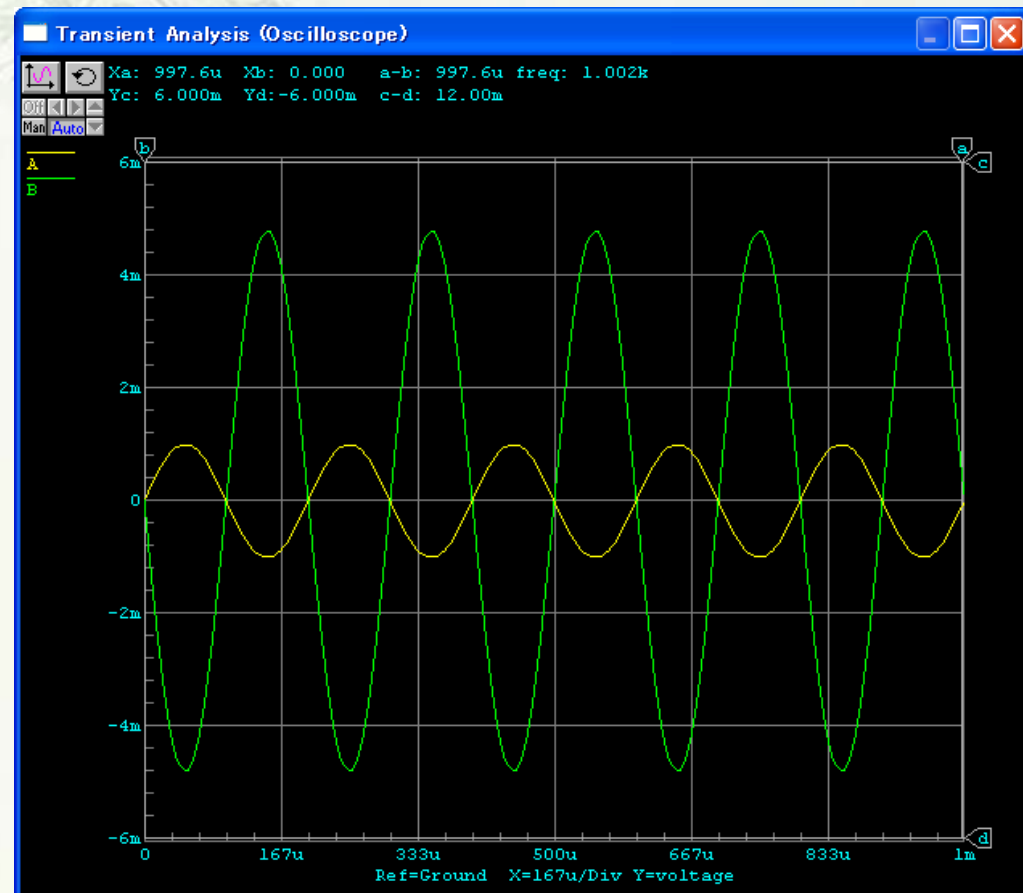 Transient Analysis (Oscilloscope)
Xa: 997.6u Xb: 0.000 a-b: 997.6u freq: 1.002k
Yc: 6.000m Yd:-6.000m c-d: 12.00m
Off
Man Auto
A
B
b a
c
6m
4m
2m
0
-2m
-4m
-6m
d
0 167u 333u 500u 667u 833u 1m
Ref=Ground X=167u/Div Y=voltage